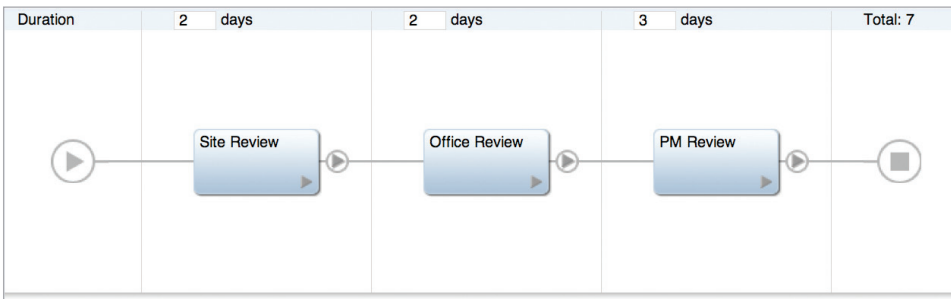 Duration 2 days 2 days 3 days Total: 7
Site Review Office Review PM Review